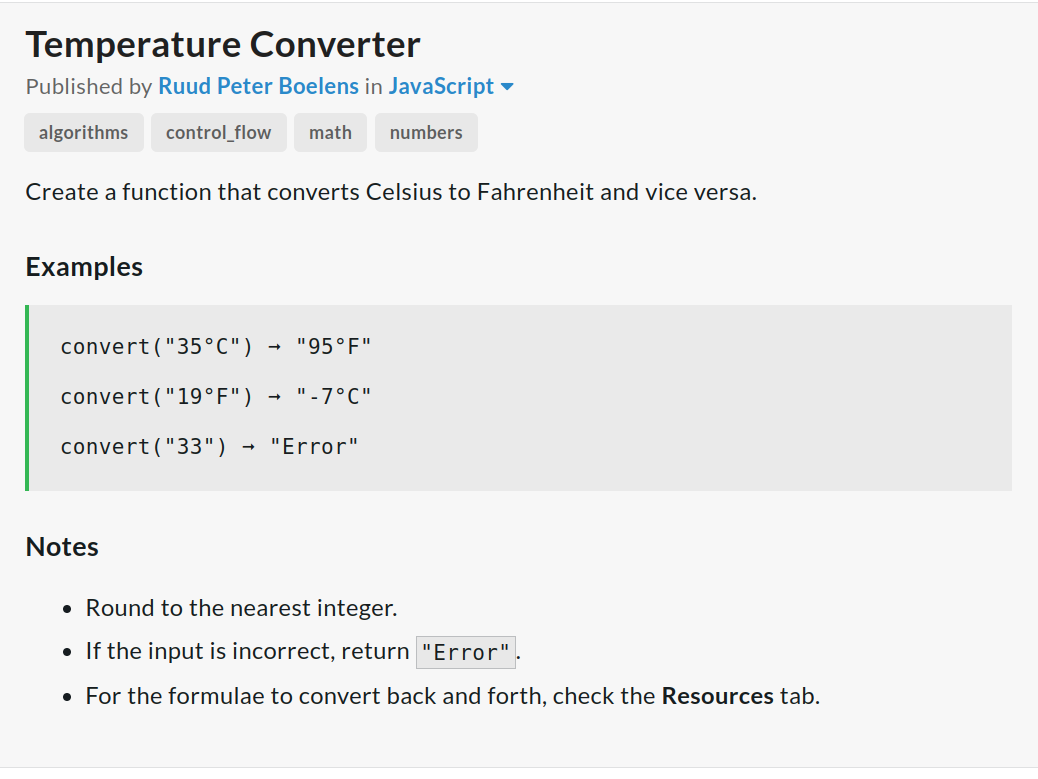 Temperature Converter
Published by Ruud Peter Boelens in JavaScript
algorithms control_flow math numbers
Create a function that converts Celsius to Fahrenheit and vice versa.
Examples
convert("35°C") → "95°F"
convert("19°F") → "-7°C"
convert("33") → "Error"
Notes
• Round to the nearest integer.
• If the input is incorrect, return "Error".
• For the formulae to convert back and forth, check the Resources tab.